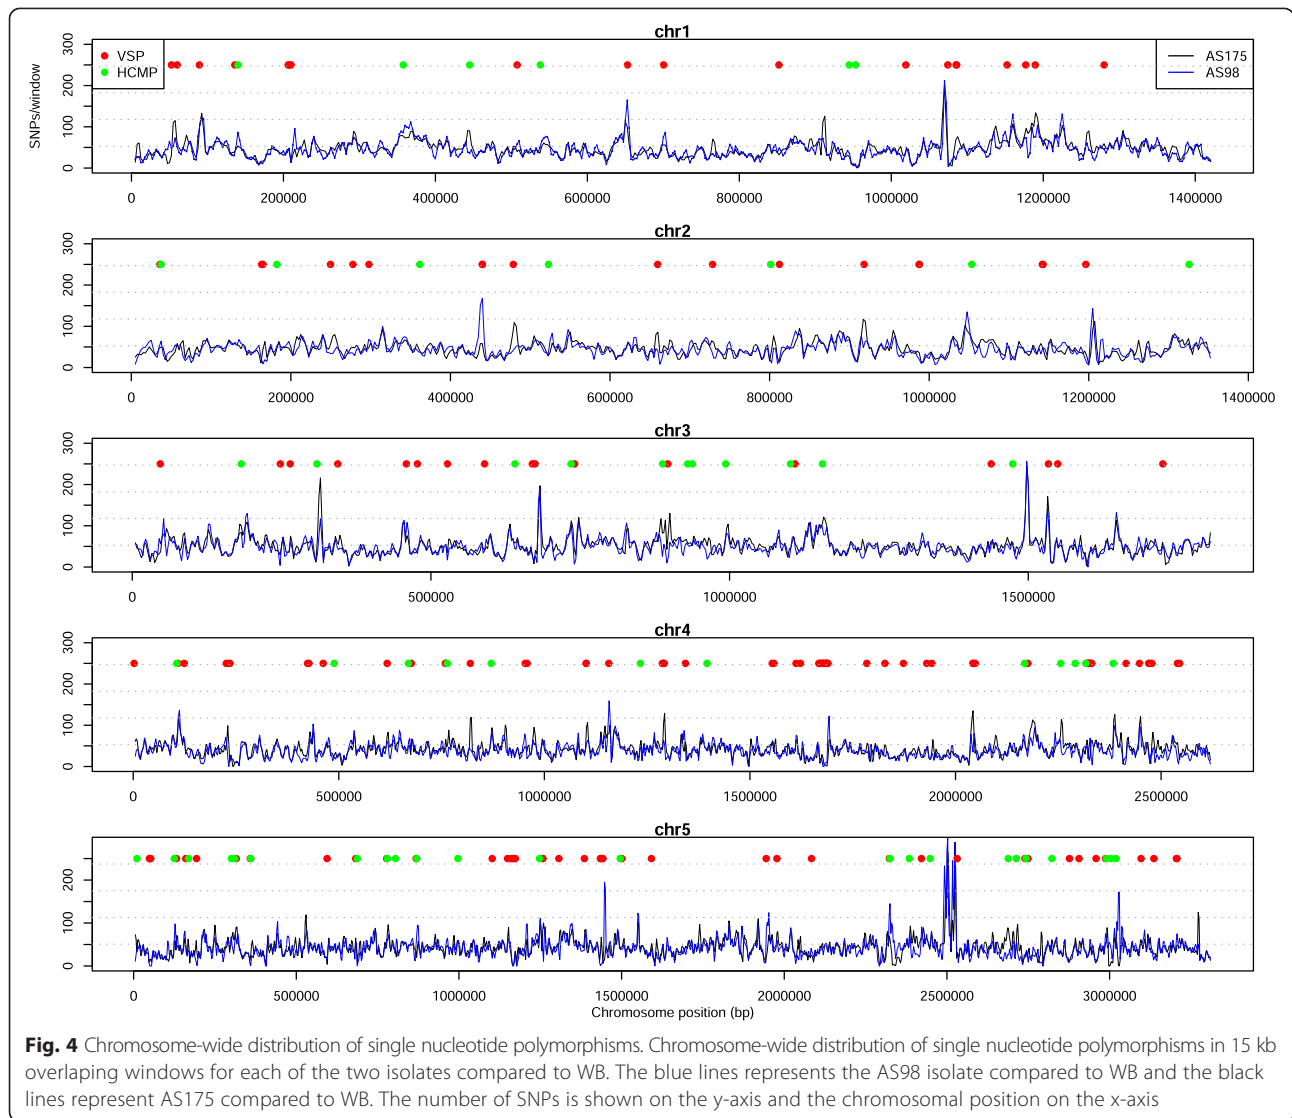 chr1
SNPs/window
300
200
100
0
VSP
HCMP
AS175
AS98
0 200000 400000 600000 800000 1000000 1200000 1400000
chr2
300
200
100
0
0 200000 400000 600000 800000 1000000 1200000 1400000
chr3
300
200
100
0
0 500000 1000000 1500000
chr4
300
200
100
0
0 500000 1000000 1500000 2000000 2500000
chr5
200
100
0
0 500000 1000000 1500000 2000000 2500000 3000000
Chromosome position (bp)
Fig. 4 Chromosome-wide distribution of single nucleotide polymorphisms. Chromosome-wide distribution of single nucleotide polymorphisms in 15 kb
overlaping windows for each of the two isolates compared to WB. The blue lines represents the AS98 isolate compared to WB and the black
lines represent AS175 compared to WB. The number of SNPs is shown on the y-axis and the chromosomal position on the x-axis